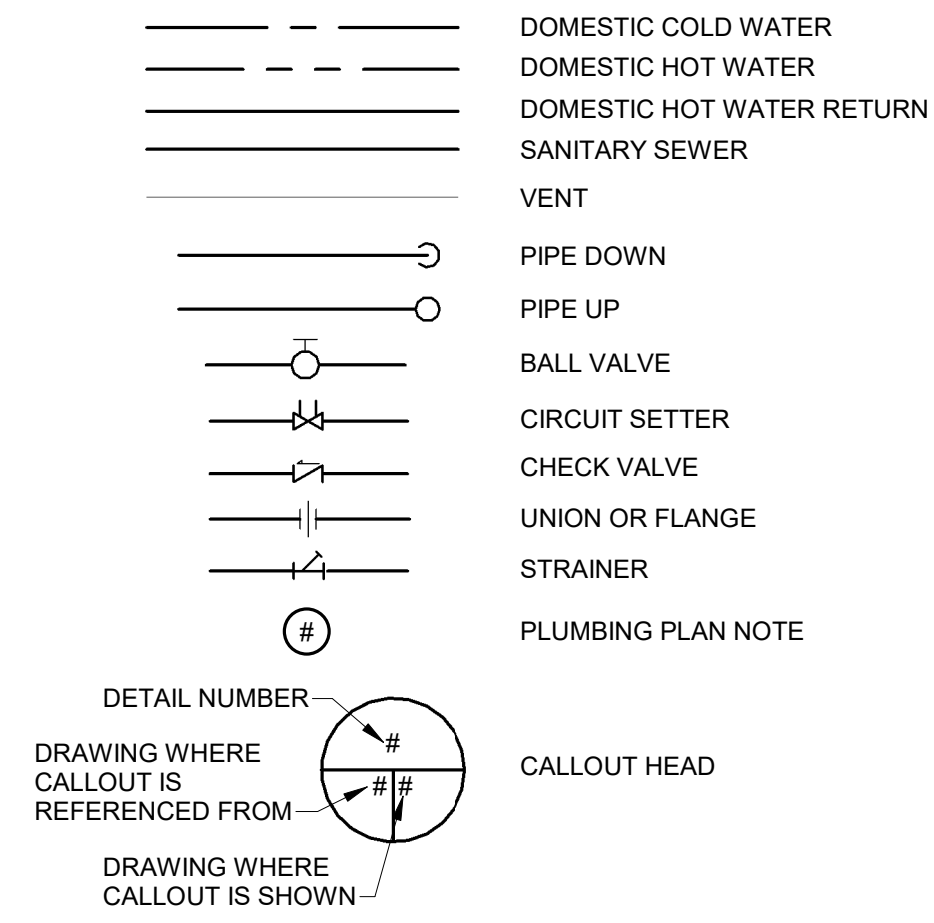 DOMESTIC COLD WATER
DOMESTIC HOT WATER
DOMESTIC HOT WATER RETURN
SANITARY SEWER
VENT
PIPE DOWN
PIPE UP
BALL VALVE
CIRCUIT SETTER
CHECK VALVE
UNION OR FLANGE
STRAINER
#
PLUMBING PLAN NOTE
DETAIL NUMBER
#
DRAWING WHERE
CALLOUT IS
REFERENCED FROM
# #
CALLOUT HEAD
DRAWING WHERE
CALLOUT IS SHOWN